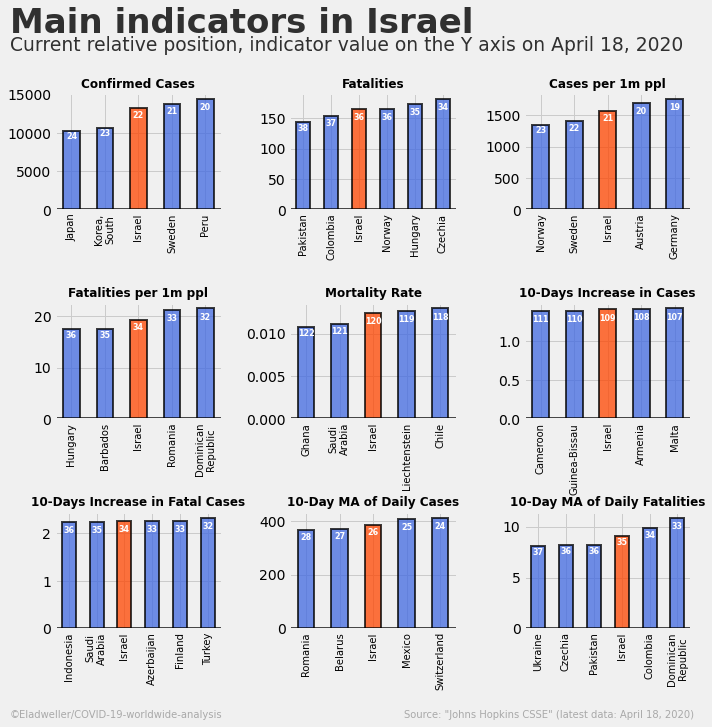 Main indicators in Israel
Current relative position, indicator value on the Y axis on April 18, 2020
Confirmed Cases
15000
10000
5000
0
24
23
22
21
20
Japan
Korea,
South
Israel
Sweden
Peru
Fatalities
150
100
50
0
38
37
36
36
35
34
Pakistan
Colombia
Israel
Norway
Hungary
Czechia
Cases per 1m ppl
1500
1000
500
0
23
22
21
20
19
Norway
Sweden
Israel
Austria
Germany
Fatalities per 1m ppl
20
10
0
36
35
34
33
32
Hungary
Barbados
Israel
Romania
Dominican
Republic
Mortality Rate
0.010
0.005
0.000
122
121
120
119
118
Ghana
Saudi
Arabia
Israel
Liechtenstein
Chile
10-Days Increase in Cases
1.0
0.5
0.0
111
110
109
108
107
Cameroon
Guinea-Bissau
Israel
Armenia
Malta
10-Days Increase in Fatal Cases
2
1
0
36
35
34
33
33
32
Indonesia
Saudi
Arabia
Israel
Azerbaijan
Finland
Turkey
10-Day MA of Daily Cases
400
200
0
28
27
26
25
24
Romania
Belarus
Israel
Mexico
Switzerland
10-Day MA of Daily Fatalities
10
5
0
37
36
36
35
34
33
Ukraine
Czechia
Pakistan
Israel
Colombia
Dominican
Republic
©Eladweller/COVID-19-worldwide-analysis
Source: "Johns Hopkins CSSE" (latest data: April 18, 2020)